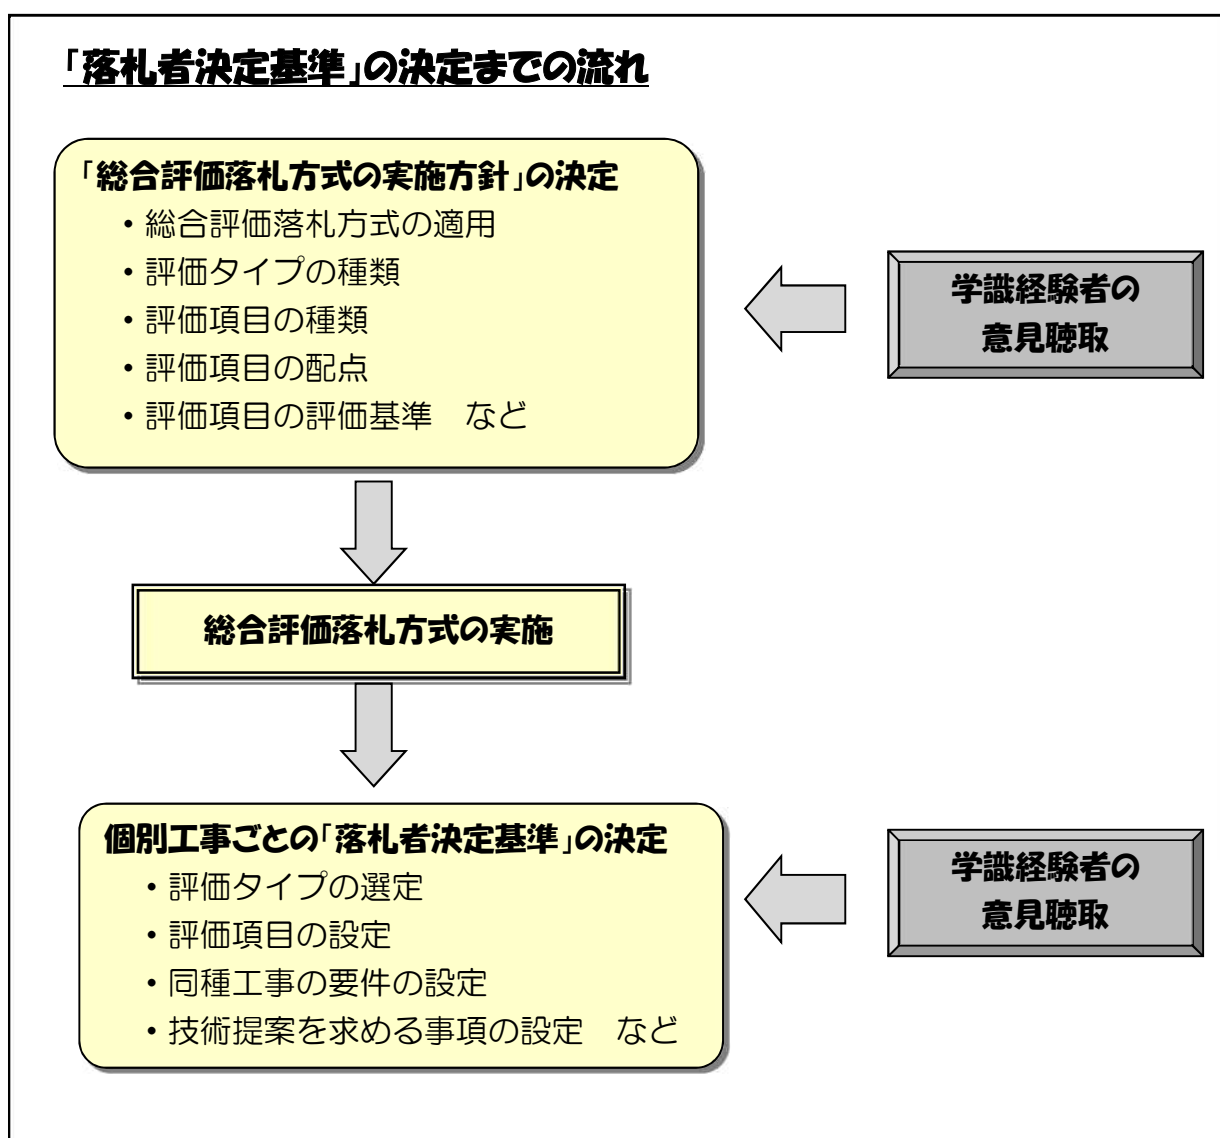 「落札者決定基準」の決定までの流れ
「総合評価落札方式の実施方針」の決定
・総合評価落札方式の適用
・評価タイプの種類
・評価項目の種類
・評価項目の配点
・評価項目の評価基準　など
学識経験者の
意見聴取
総合評価落札方式の実施
個別工事ごとの「落札者決定基準」の決定
・評価タイプの選定
・評価項目の設定
・同種工事の要件の設定
・技術提案を求める事項の設定　など
学識経験者の
意見聴取